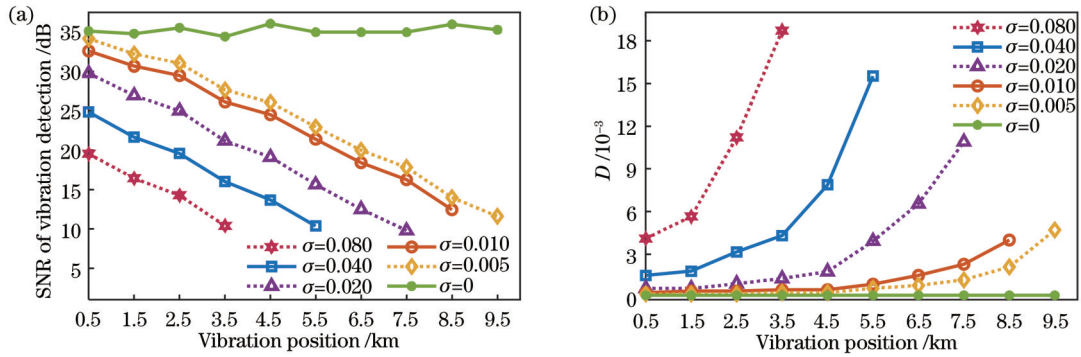 (a)
SNR of vibration detection /dB
35
30
25
20
15
10
5
σ=0.080
σ=0.040
σ=0.020
σ=0.010
σ=0.005
σ=0
0.5 1.5 2.5 3.5 4.5 5.5 6.5 7.5 8.5 9.5
Vibration position /km
(b)
D /10⁻³
18
15
12
9
6
3
0
σ=0.080
σ=0.040
σ=0.020
σ=0.010
σ=0.005
σ=0
0.5 1.5 2.5 3.5 4.5 5.5 6.5 7.5 8.5 9.5
Vibration position /km